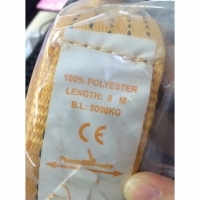 100% POLYESTER
LENGTH: 6 M
B.L: 5000KG
CE